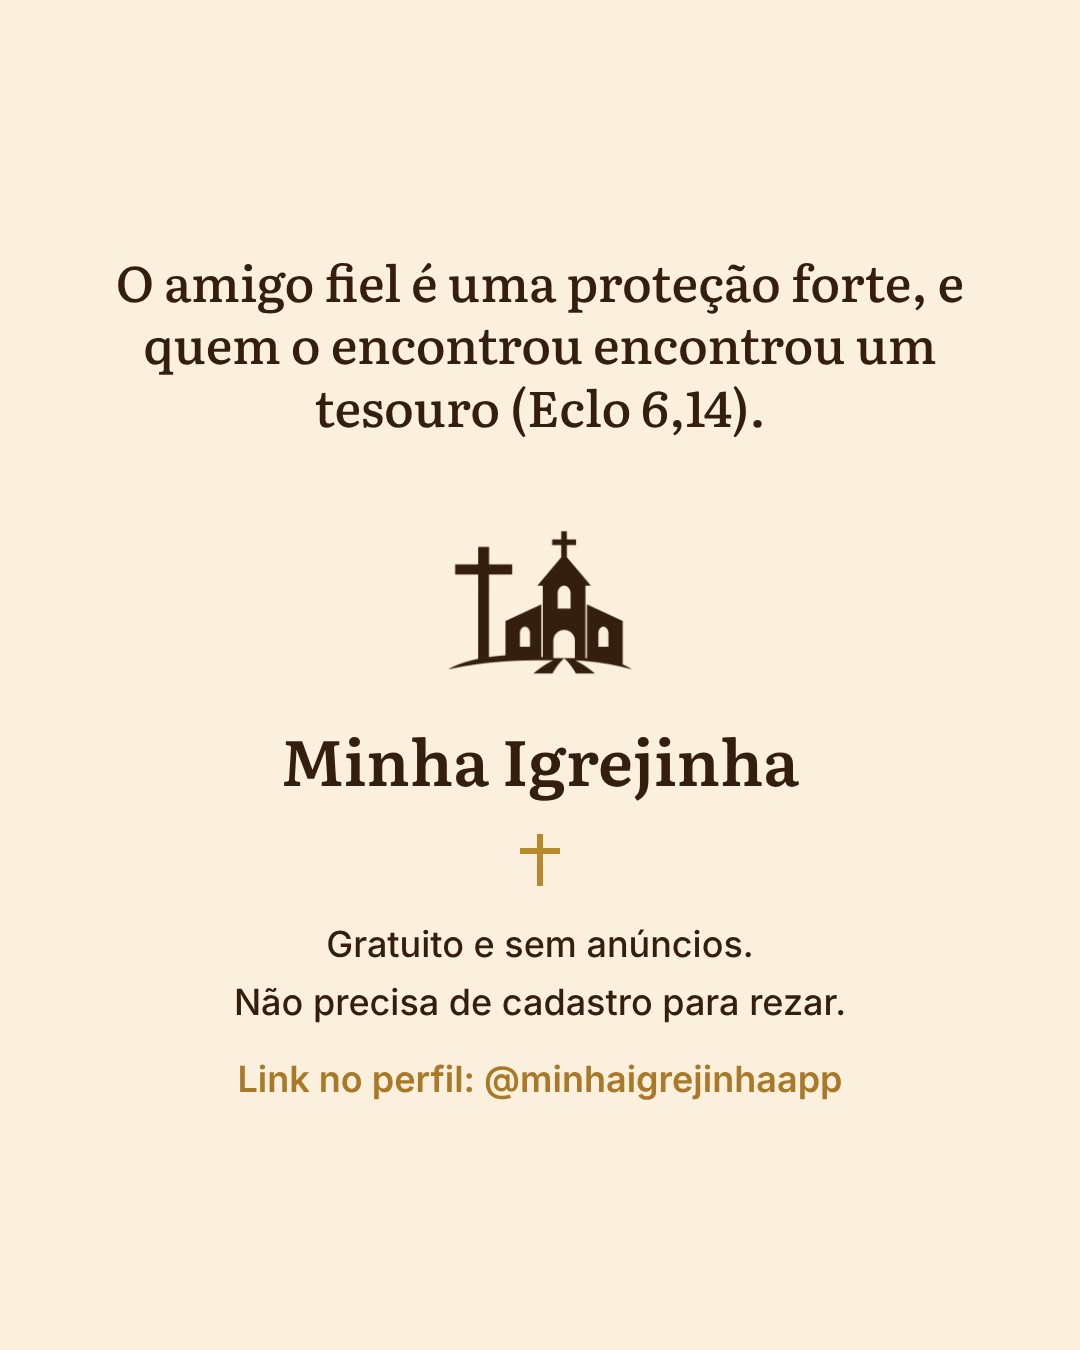 O amigo fiel é uma proteção forte, e
quem o encontrou encontrou um
tesouro (Eclo 6,14).
Minha Igrejinha
Gratuito e sem anúncios.
Não precisa de cadastro para rezar.
Link no perfil: @minhaigrejinhaapp